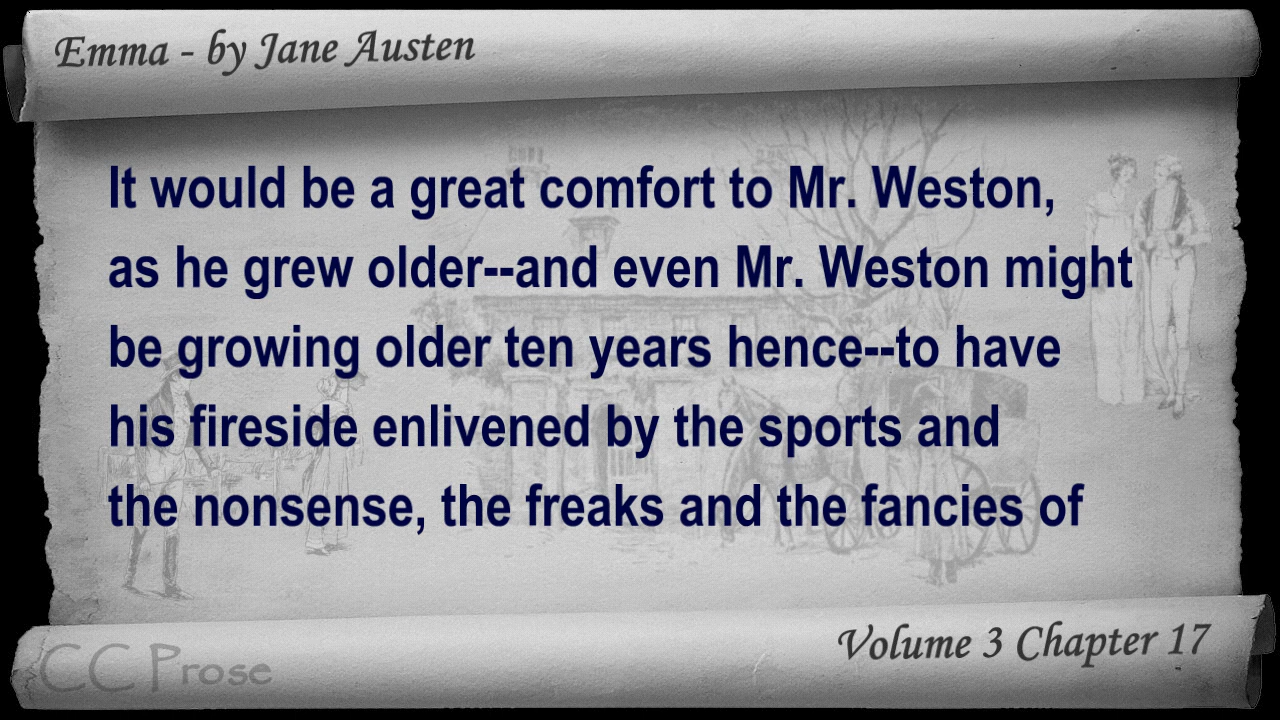 Emma - by Jane Austen
It would be a great comfort to Mr. Weston,
as he grew older--and even Mr. Weston might
be growing older ten years hence--to have
his fireside enlivened by the sports and
the nonsense, the freaks and the fancies of
Volume 3 Chapter 17
CC Prose